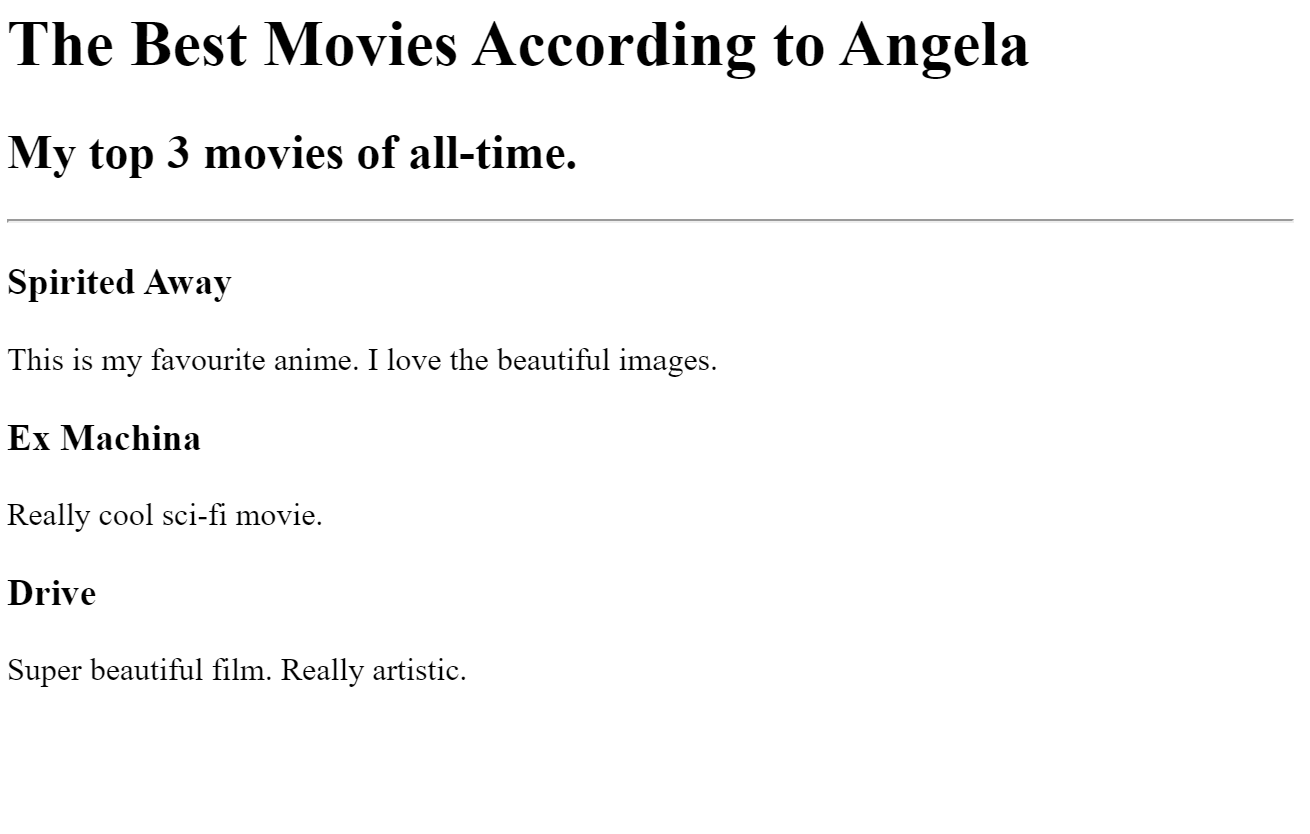 The Best Movies According to Angela
My top 3 movies of all-time.
Spirited Away
This is my favourite anime. I love the beautiful images.
Ex Machina
Really cool sci-fi movie.
Drive
Super beautiful film. Really artistic.